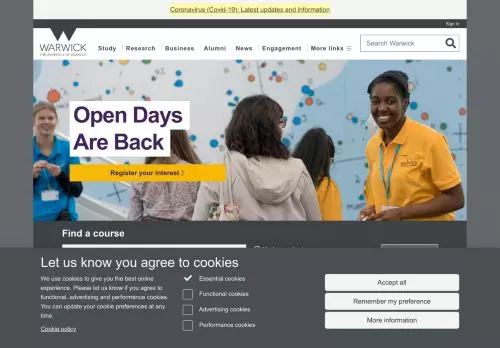 Coronavirus (Covid-19): Latest updates and information
Sign in
WARWICK
THE UNIVERSITY OF WARWICK
Study Research Business Alumni News Engagement More links
Search Warwick
Open Days
Are Back
Register your interest
Find a course
Let us know you agree to cookies
We use cookies to give you the best online
experience. Please let us know if you agree to
functional, advertising and performance cookies.
You can update your cookie preferences at any
time.
Cookie policy
Essential cookies
Functional cookies
Advertising cookies
Performance cookies
Accept all
Remember my preference
More information